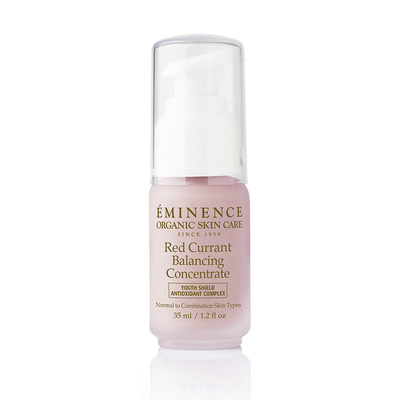 ÉMINENCE
ORGANIC SKIN CARE
SINCE 1958
Red Currant
Balancing
Concentrate
YOUTH SHIELD
ANTIOXIDANT COMPLEX
Normal to Combination Skin Types
35 ml / 1.2 fl oz